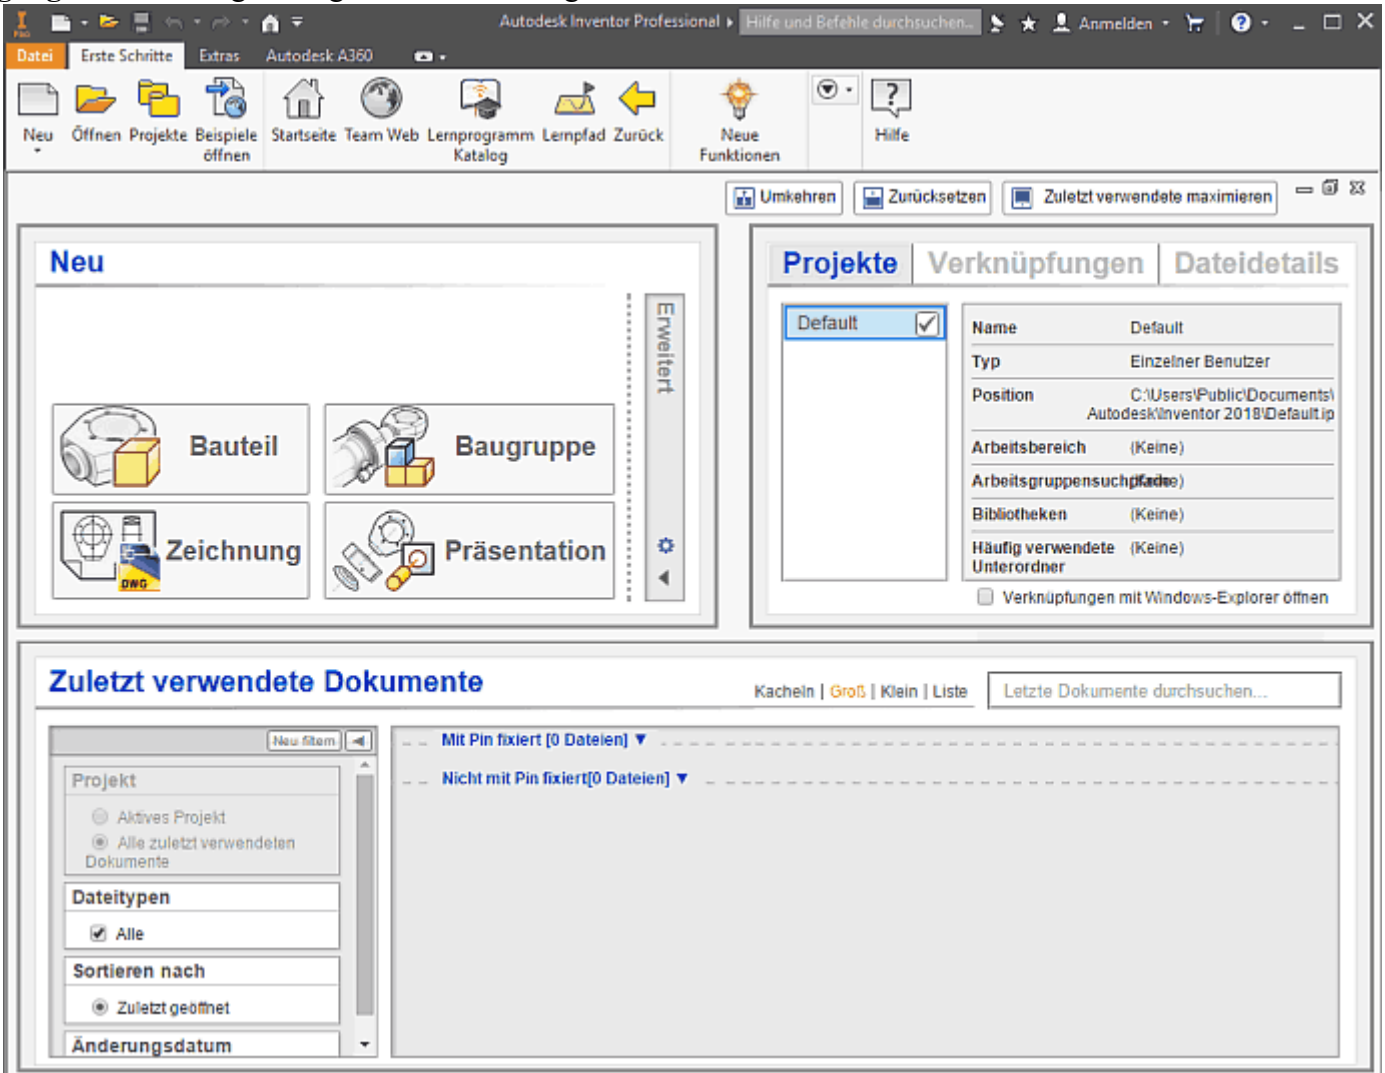 PRO Autodesk Inventor Professional Hilfe und Befehle durchsuchen... Anmelden
Datei Erste Schritte Extras Autodesk A360
Neu Öffnen Projekte Beispiele öffnen Startseite Team Web Lernprogramm Katalog Lernpfad Zurück Neue Funktionen Hilfe
Umkehren Zurücksetzen Zuletzt verwendete maximieren
Neu
Erweitert
Bauteil Baugruppe
Zeichnung Präsentation
DWG
Projekte Verknüpfungen Dateidetails
Default
Name Default
Typ Einzelner Benutzer
Position C:\Users\Public\Documents\
Autodesk\Inventor 2018\Default.ip
Arbeitsbereich (Keine)
Arbeitsgruppensuchpfade (Keine)
Bibliotheken (Keine)
Häufig verwendete (Keine)
Unterordner
Verknüpfungen mit Windows-Explorer öffnen
Zuletzt verwendete Dokumente
Kacheln | Groß | Klein | Liste Letzte Dokumente durchsuchen...
Neu filtern
Projekt
Aktives Projekt
Alle zuletzt verwendeten
Dokumente
Dateitypen
Alle
Sortieren nach
Zuletzt geöffnet
Änderungsdatum
Mit Pin fixiert [0 Dateien]
Nicht mit Pin fixiert[0 Dateien]